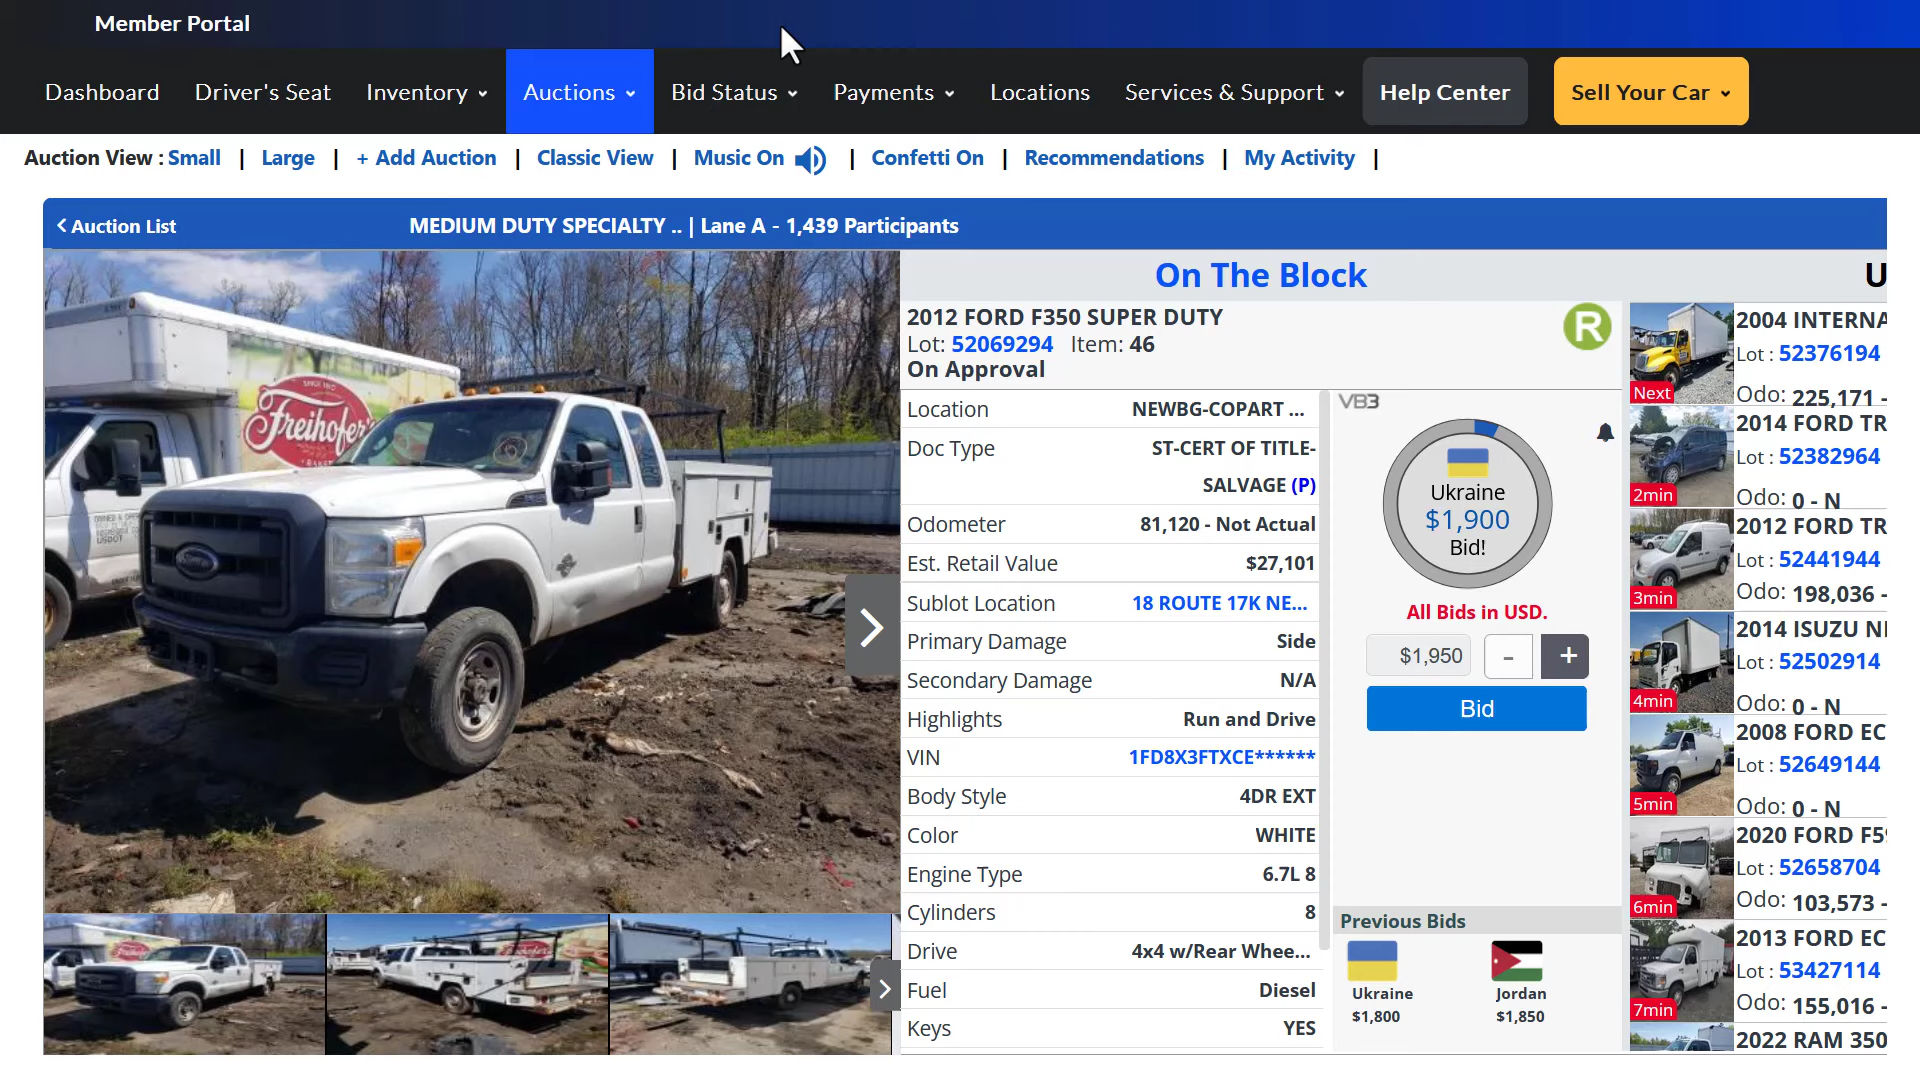 Member Portal
Dashboard Driver's Seat Inventory Auctions Bid Status Payments Locations Services & Support Help Center Sell Your Car
Auction View : Small | Large | + Add Auction | Classic View | Music On | Confetti On | Recommendations | My Activity |
Auction List
MEDIUM DUTY SPECIALTY .. | Lane A - 1,439 Participants
SINCE 1913
Freihofer's
On The Block
2012 FORD F350 SUPER DUTY
Lot: 52069294 Item: 46
On Approval
R
Location NEWBG-COPART ...
Doc Type ST-CERT OF TITLE-
SALVAGE (P)
Odometer 81,120 - Not Actual
Est. Retail Value $27,101
Sublot Location 18 ROUTE 17K NE...
Primary Damage Side
Secondary Damage N/A
Highlights Run and Drive
VIN 1FD8X3FTXCE******
Body Style 4DR EXT
Color WHITE
Engine Type 6.7L 8
Cylinders 8
Drive 4x4 w/Rear Whee...
Fuel Diesel
Keys YES
VB3
Ukraine
$1,900
Bid!
All Bids in USD.
$1,950 - +
Bid
Previous Bids
Ukraine
$1,800
Jordan
$1,850
U
2004 INTERNA
Lot : 52376194
Odo: 225,171 -
Next
2014 FORD TR
Lot : 52382964
Odo: 0 - N
2min
2012 FORD TR
Lot : 52441944
Odo: 198,036 -
3min
2014 ISUZU N
Lot : 52502914
Odo: 0 - N
4min
2008 FORD EC
Lot : 52649144
Odo: 0 - N
5min
2020 FORD F5
Lot : 52658704
Odo: 103,573 -
6min
2013 FORD EC
Lot : 53427114
Odo: 155,016 -
7min
2022 RAM 350